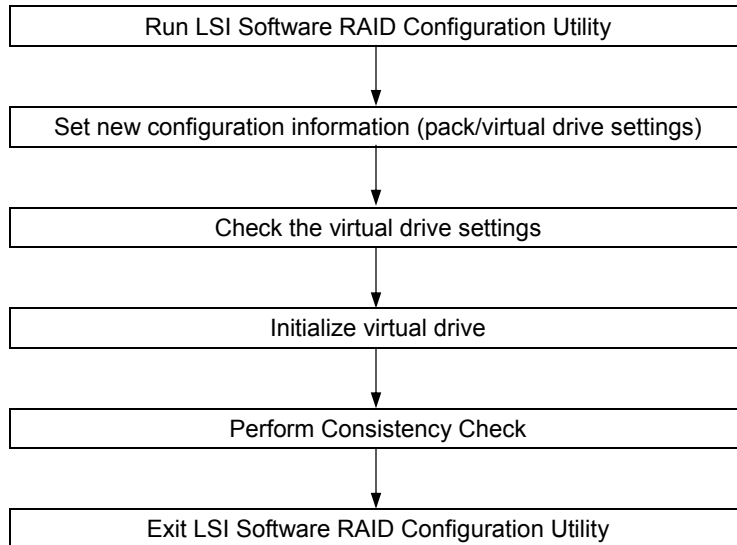 Run LSI Software RAID Configuration Utility
Set new configuration information (pack/virtual drive settings)
Check the virtual drive settings
Initialize virtual drive
Perform Consistency Check
Exit LSI Software RAID Configuration Utility